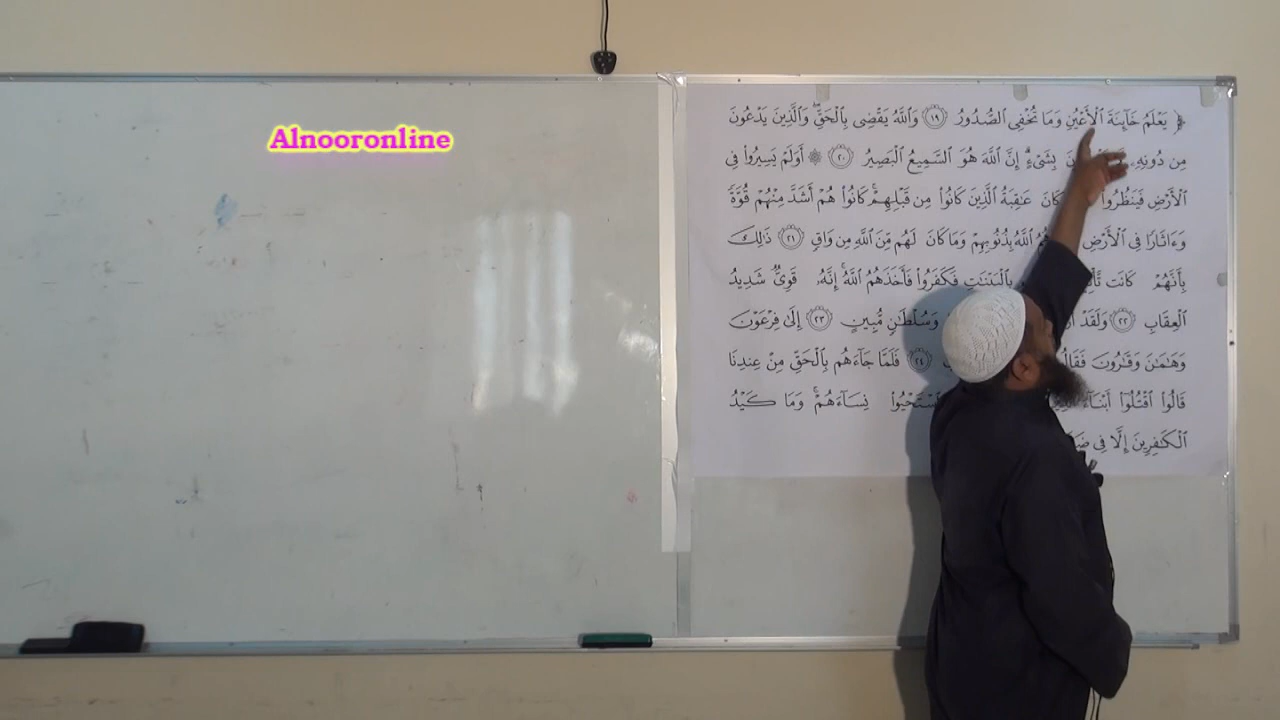 Alnooronline
﴿ يَعْلَمُ خَآئِنَةَ ٱلْأَعْيُنِ وَمَا تُخْفِى ٱلصُّدُورُ ١٩ وَٱللَّهُ يَقْضِى بِٱلْحَقِّۖ وَٱلَّذِينَ يَدْعُونَ
مِن دُونِهِۦ بِشَىْءٍۗ إِنَّ ٱللَّهَ هُوَ ٱلسَّمِيعُ ٱلْبَصِيرُ ٢٠ ۞ أَوَلَمْ يَسِيرُوا۟ فِى
ٱلْأَرْضِ فَيَنظُرُوا۟ كَانَ عَٰقِبَةُ ٱلَّذِينَ كَانُوا۟ مِن قَبْلِهِمْۚ كَانُوا۟ هُمْ أَشَدَّ مِنْهُمْ قُوَّةً
وَءَاثَارًا فِى ٱلْأَرْضِ ٱللَّهُ بِذُنُوبِهِمْ وَمَا كَانَ لَهُم مِّنَ ٱللَّهِ مِن وَاقٍ ٢١ ذَٰلِكَ
بِأَنَّهُمْ كَانَت بِٱلْبَيِّنَٰتِ فَكَفَرُوا۟ فَأَخَذَهُمُ ٱللَّهُۚ إِنَّهُۥ قَوِىٌّ شَدِيدُ
ٱلْعِقَابِ ٢٢ وَلَقَدْ وَسُلْطَٰنٍ مُّبِينٍ ٢٣ إِلَىٰ فِرْعَوْنَ
وَهَٰمَٰنَ وَقَٰرُونَ ٢٤ فَلَمَّا جَآءَهُم بِٱلْحَقِّ مِنْ عِندِنَا
قَالُوا۟ ٱقْتُلُوٓا۟ أَبْنَآءَ نِسَآءَهُمْۚ وَمَا كَيْدُ
ٱلْكَٰفِرِينَ إِلَّا فِى